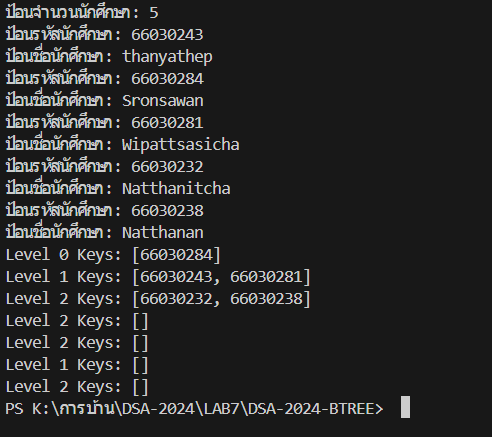 ป้อนจำนวนนักศึกษา: 5
ป้อนรหัสนักศึกษา: 66030243
ป้อนชื่อนักศึกษา: thanyathep
ป้อนรหัสนักศึกษา: 66030284
ป้อนชื่อนักศึกษา: Sronsawan
ป้อนรหัสนักศึกษา: 66030281
ป้อนชื่อนักศึกษา: Wipattsasicha
ป้อนรหัสนักศึกษา: 66030232
ป้อนชื่อนักศึกษา: Natthanitcha
ป้อนรหัสนักศึกษา: 66030238
ป้อนชื่อนักศึกษา: Natthanan
Level 0 Keys: [66030284]
Level 1 Keys: [66030243, 66030281]
Level 2 Keys: [66030232, 66030238]
Level 2 Keys: []
Level 2 Keys: []
Level 1 Keys: []
Level 2 Keys: []
PS K:\การบ้าน\DSA-2024\LAB7\DSA-2024-BTREE>